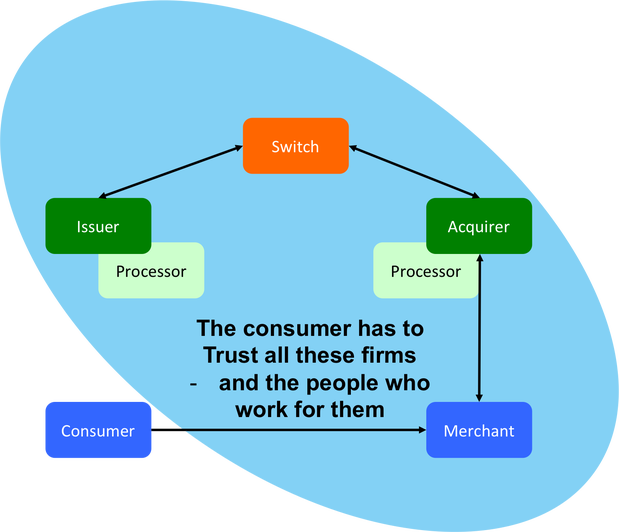 Switch
Issuer
Acquirer
Processor
Processor
The consumer has to
Trust all these firms
- and the people who
work for them
Consumer
Merchant